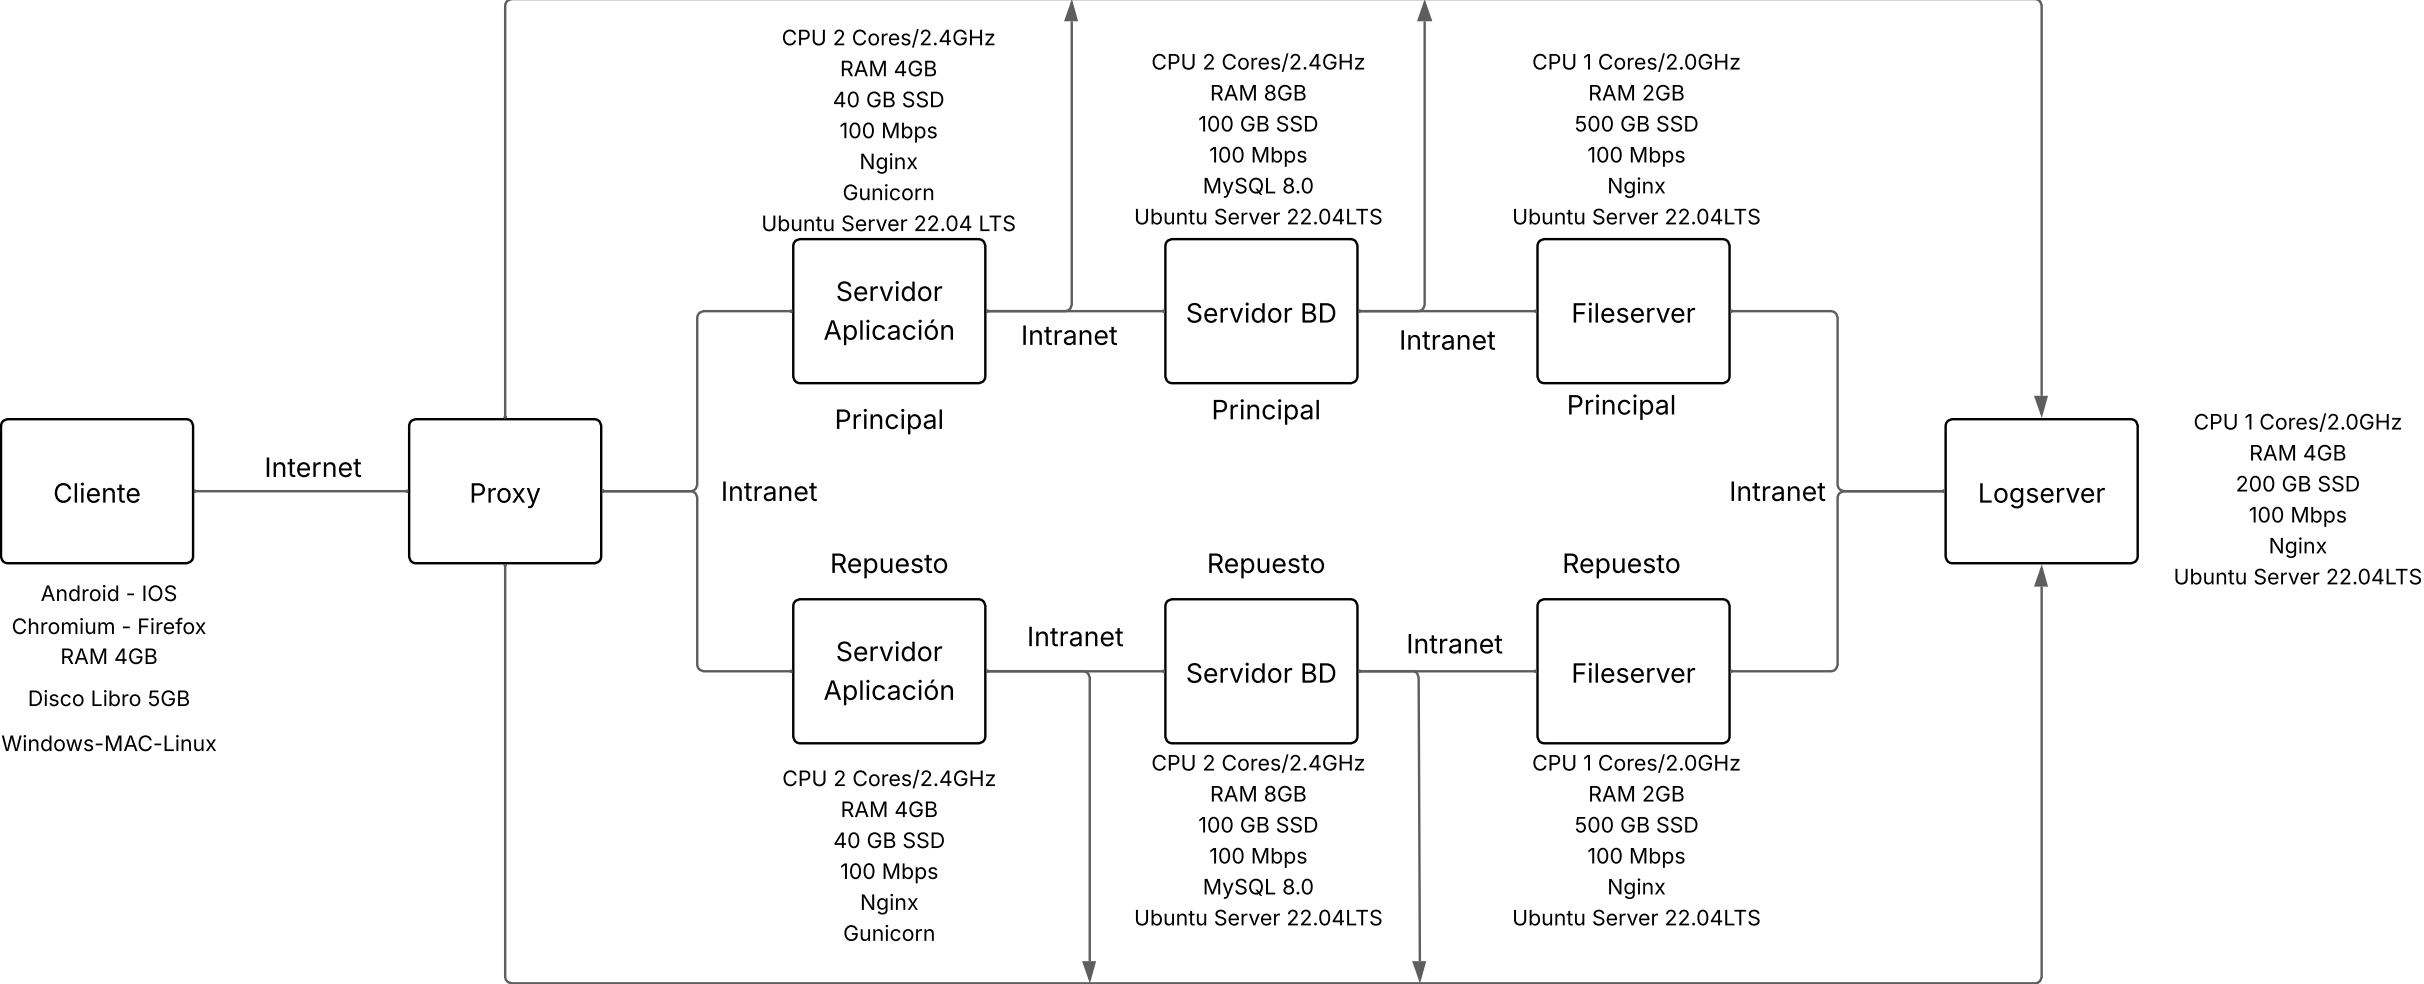 CPU 2 Cores/2.4GHz
RAM 4GB
40 GB SSD
100 Mbps
Nginx
Gunicorn
Ubuntu Server 22.04 LTS
Servidor
Aplicación
Principal
CPU 2 Cores/2.4GHz
RAM 8GB
100 GB SSD
100 Mbps
MySQL 8.0
Ubuntu Server 22.04LTS
Servidor BD
Principal
CPU 1 Cores/2.0GHz
RAM 2GB
500 GB SSD
100 Mbps
Nginx
Ubuntu Server 22.04LTS
Fileserver
Principal
Intranet
Intranet
Cliente
Internet
Proxy
Intranet
Intranet
Logserver
CPU 1 Cores/2.0GHz
RAM 4GB
200 GB SSD
100 Mbps
Nginx
Ubuntu Server 22.04LTS
Android - IOS
Chromium - Firefox
RAM 4GB
Disco Libro 5GB
Windows-MAC-Linux
Repuesto
Servidor
Aplicación
CPU 2 Cores/2.4GHz
RAM 4GB
40 GB SSD
100 Mbps
Nginx
Gunicorn
Intranet
Repuesto
Servidor BD
CPU 2 Cores/2.4GHz
RAM 8GB
100 GB SSD
100 Mbps
MySQL 8.0
Ubuntu Server 22.04LTS
Intranet
Repuesto
Fileserver
CPU 1 Cores/2.0GHz
RAM 2GB
500 GB SSD
100 Mbps
Nginx
Ubuntu Server 22.04LTS